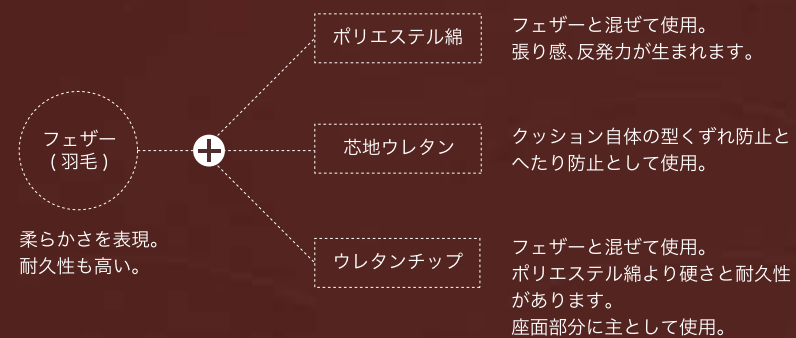 フェザー
(羽毛)
柔らかさを表現。
耐久性も高い。
ポリエステル綿
フェザーと混ぜて使用。
張り感、反発力が生まれます。
芯地ウレタン
クッション自体の型くずれ防止と
へたり防止として使用。
ウレタンチップ
フェザーと混ぜて使用。
ポリエステル綿より硬さと耐久性
があります。
座面部分に主として使用。